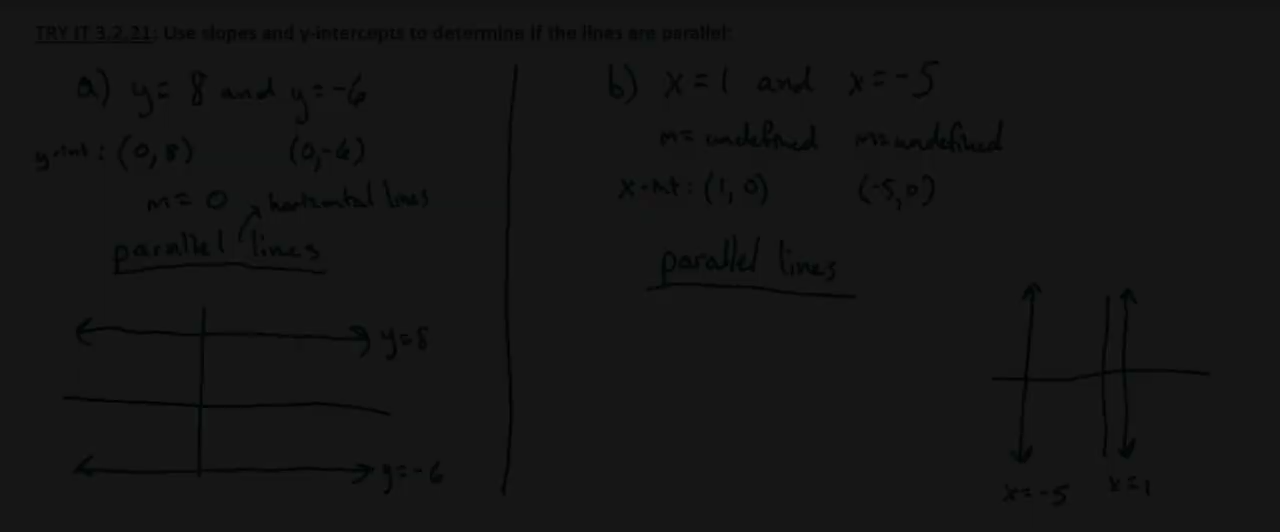 TRY IT 3.2.21: Use slopes and y-intercepts to determine if the lines are parallel:
a) y = 8 and y = -6
y-int: (0, 8) (0, -6)
m = 0 horizontal lines
parallel lines
y = 8
y = -6
b) x = 1 and x = -5
m = undefined m = undefined
x-int: (1, 0) (-5, 0)
parallel lines
x = -5 x = 1